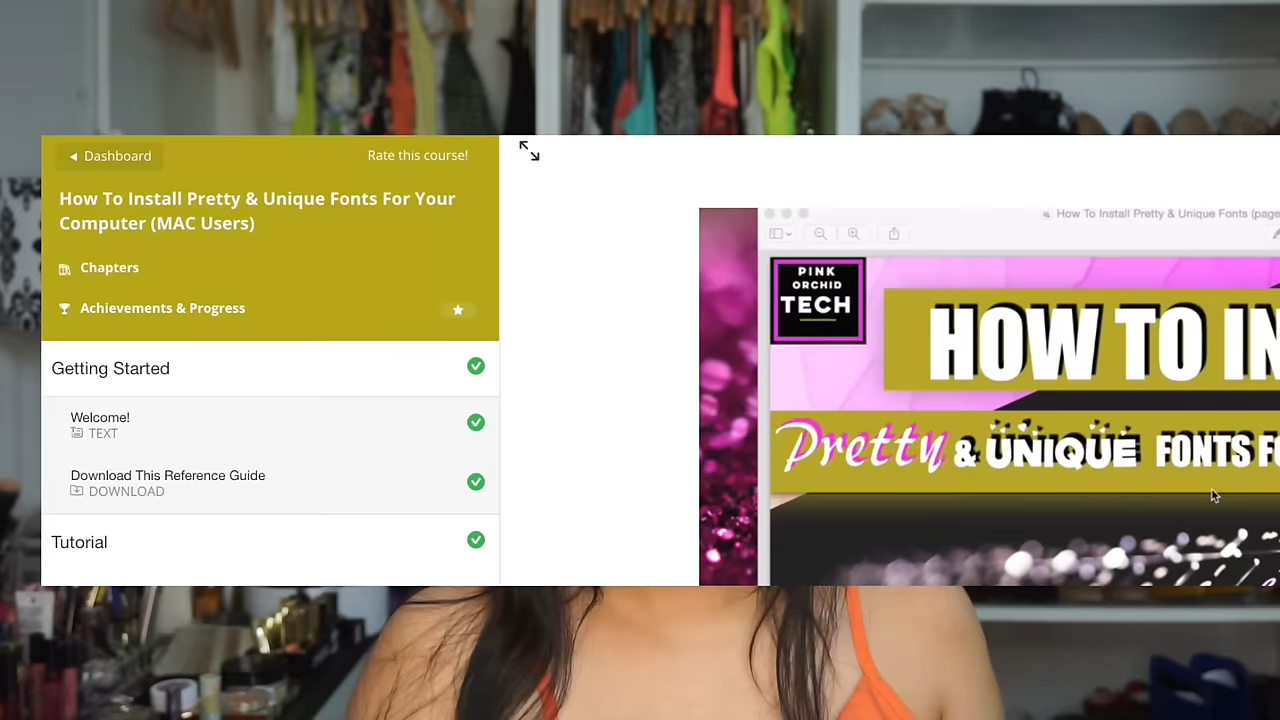 ◄ Dashboard
Rate this course!
How To Install Pretty & Unique Fonts For Your
Computer (MAC Users)
Chapters
Achievements & Progress
Getting Started
Welcome!
TEXT
Download This Reference Guide
DOWNLOAD
Tutorial
How To Install Pretty & Unique Fonts (page
PINK
ORCHID
TECH
HOW TO IN
Pretty & ÜNIQUE FONTS F